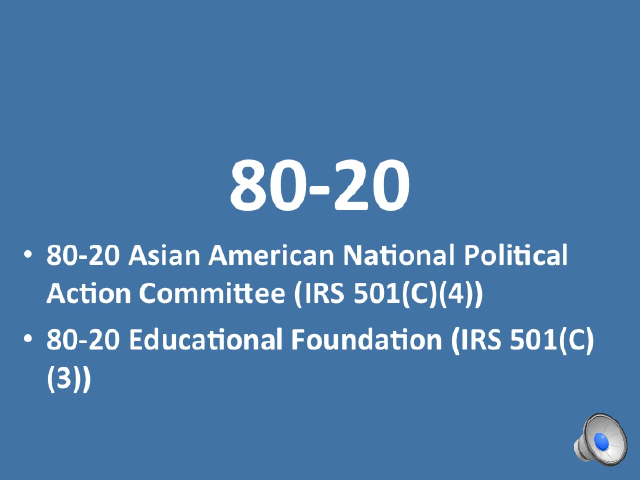 80-20
• 80-20 Asian American National Political
Action Committee (IRS 501(C)(4))
• 80-20 Educational Foundation (IRS 501(C)
(3))